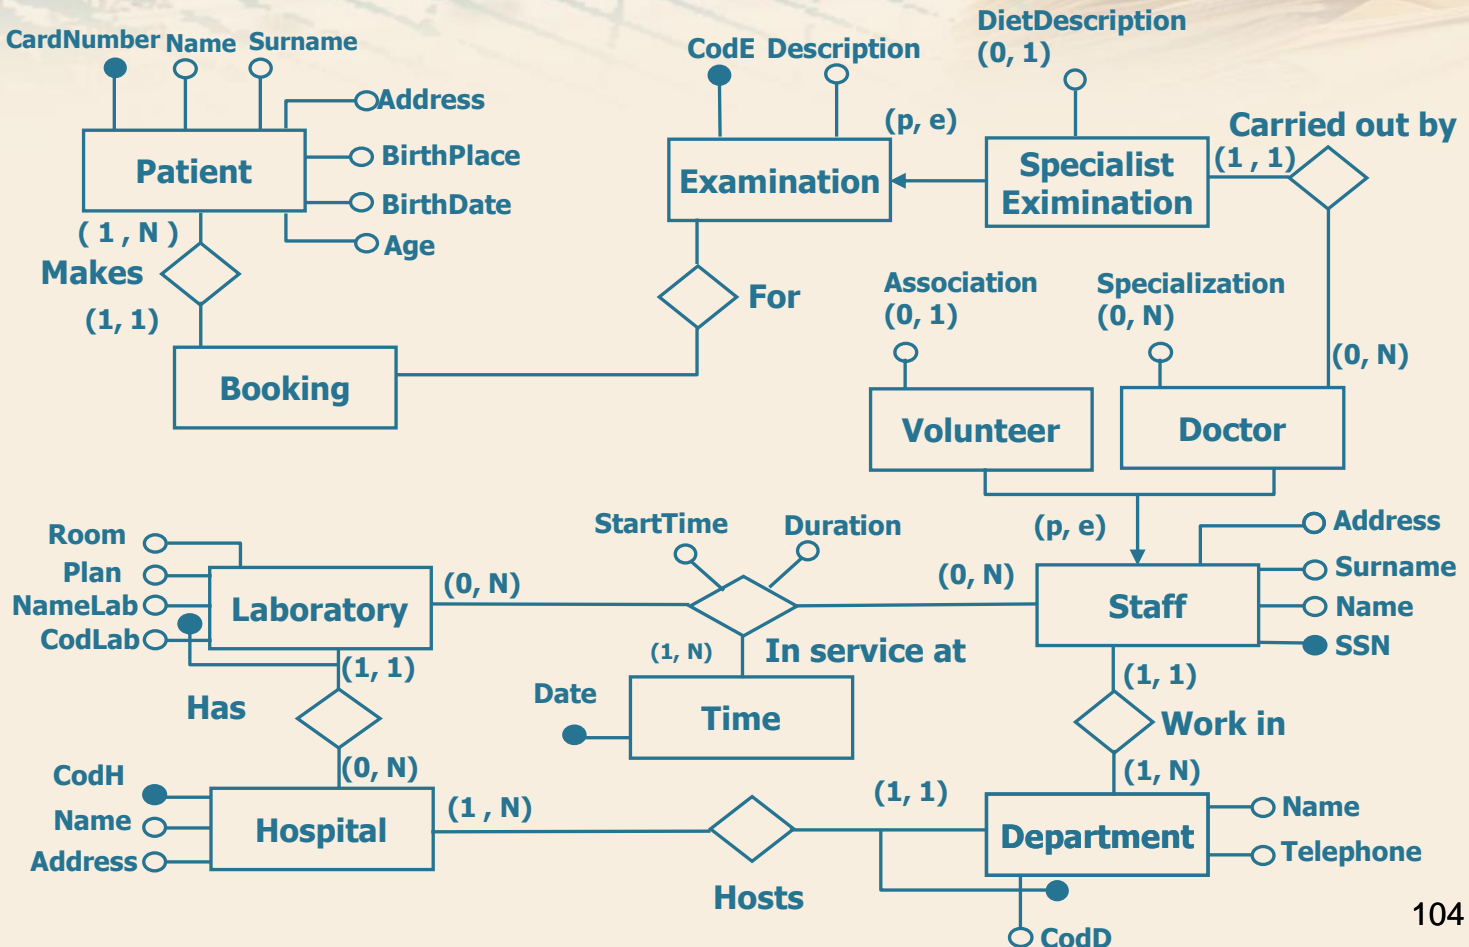 CardNumber Name Surname
Address
BirthPlace
BirthDate
Age
Patient
( 1 , N )
Makes
(1, 1)
Booking
CodE Description
Examination
For
(p, e)
DietDescription
(0, 1)
Specialist
Eximination
(1 , 1)
Carried out by
(0, N)
Association
(0, 1)
Volunteer
Specialization
(0, N)
Doctor
(p, e)
Room
Plan
NameLab
CodLab
Laboratory
(0, N)
StartTime
Duration
(0, N)
In service at
(1, N)
Date
Time
Staff
Address
Surname
Name
SSN
(1, 1)
Work in
(1, N)
(1, 1)
Has
(0, N)
CodH
Name
Address
Hospital
(1 , N)
Hosts
(1, 1)
Department
Name
Telephone
CodD
104